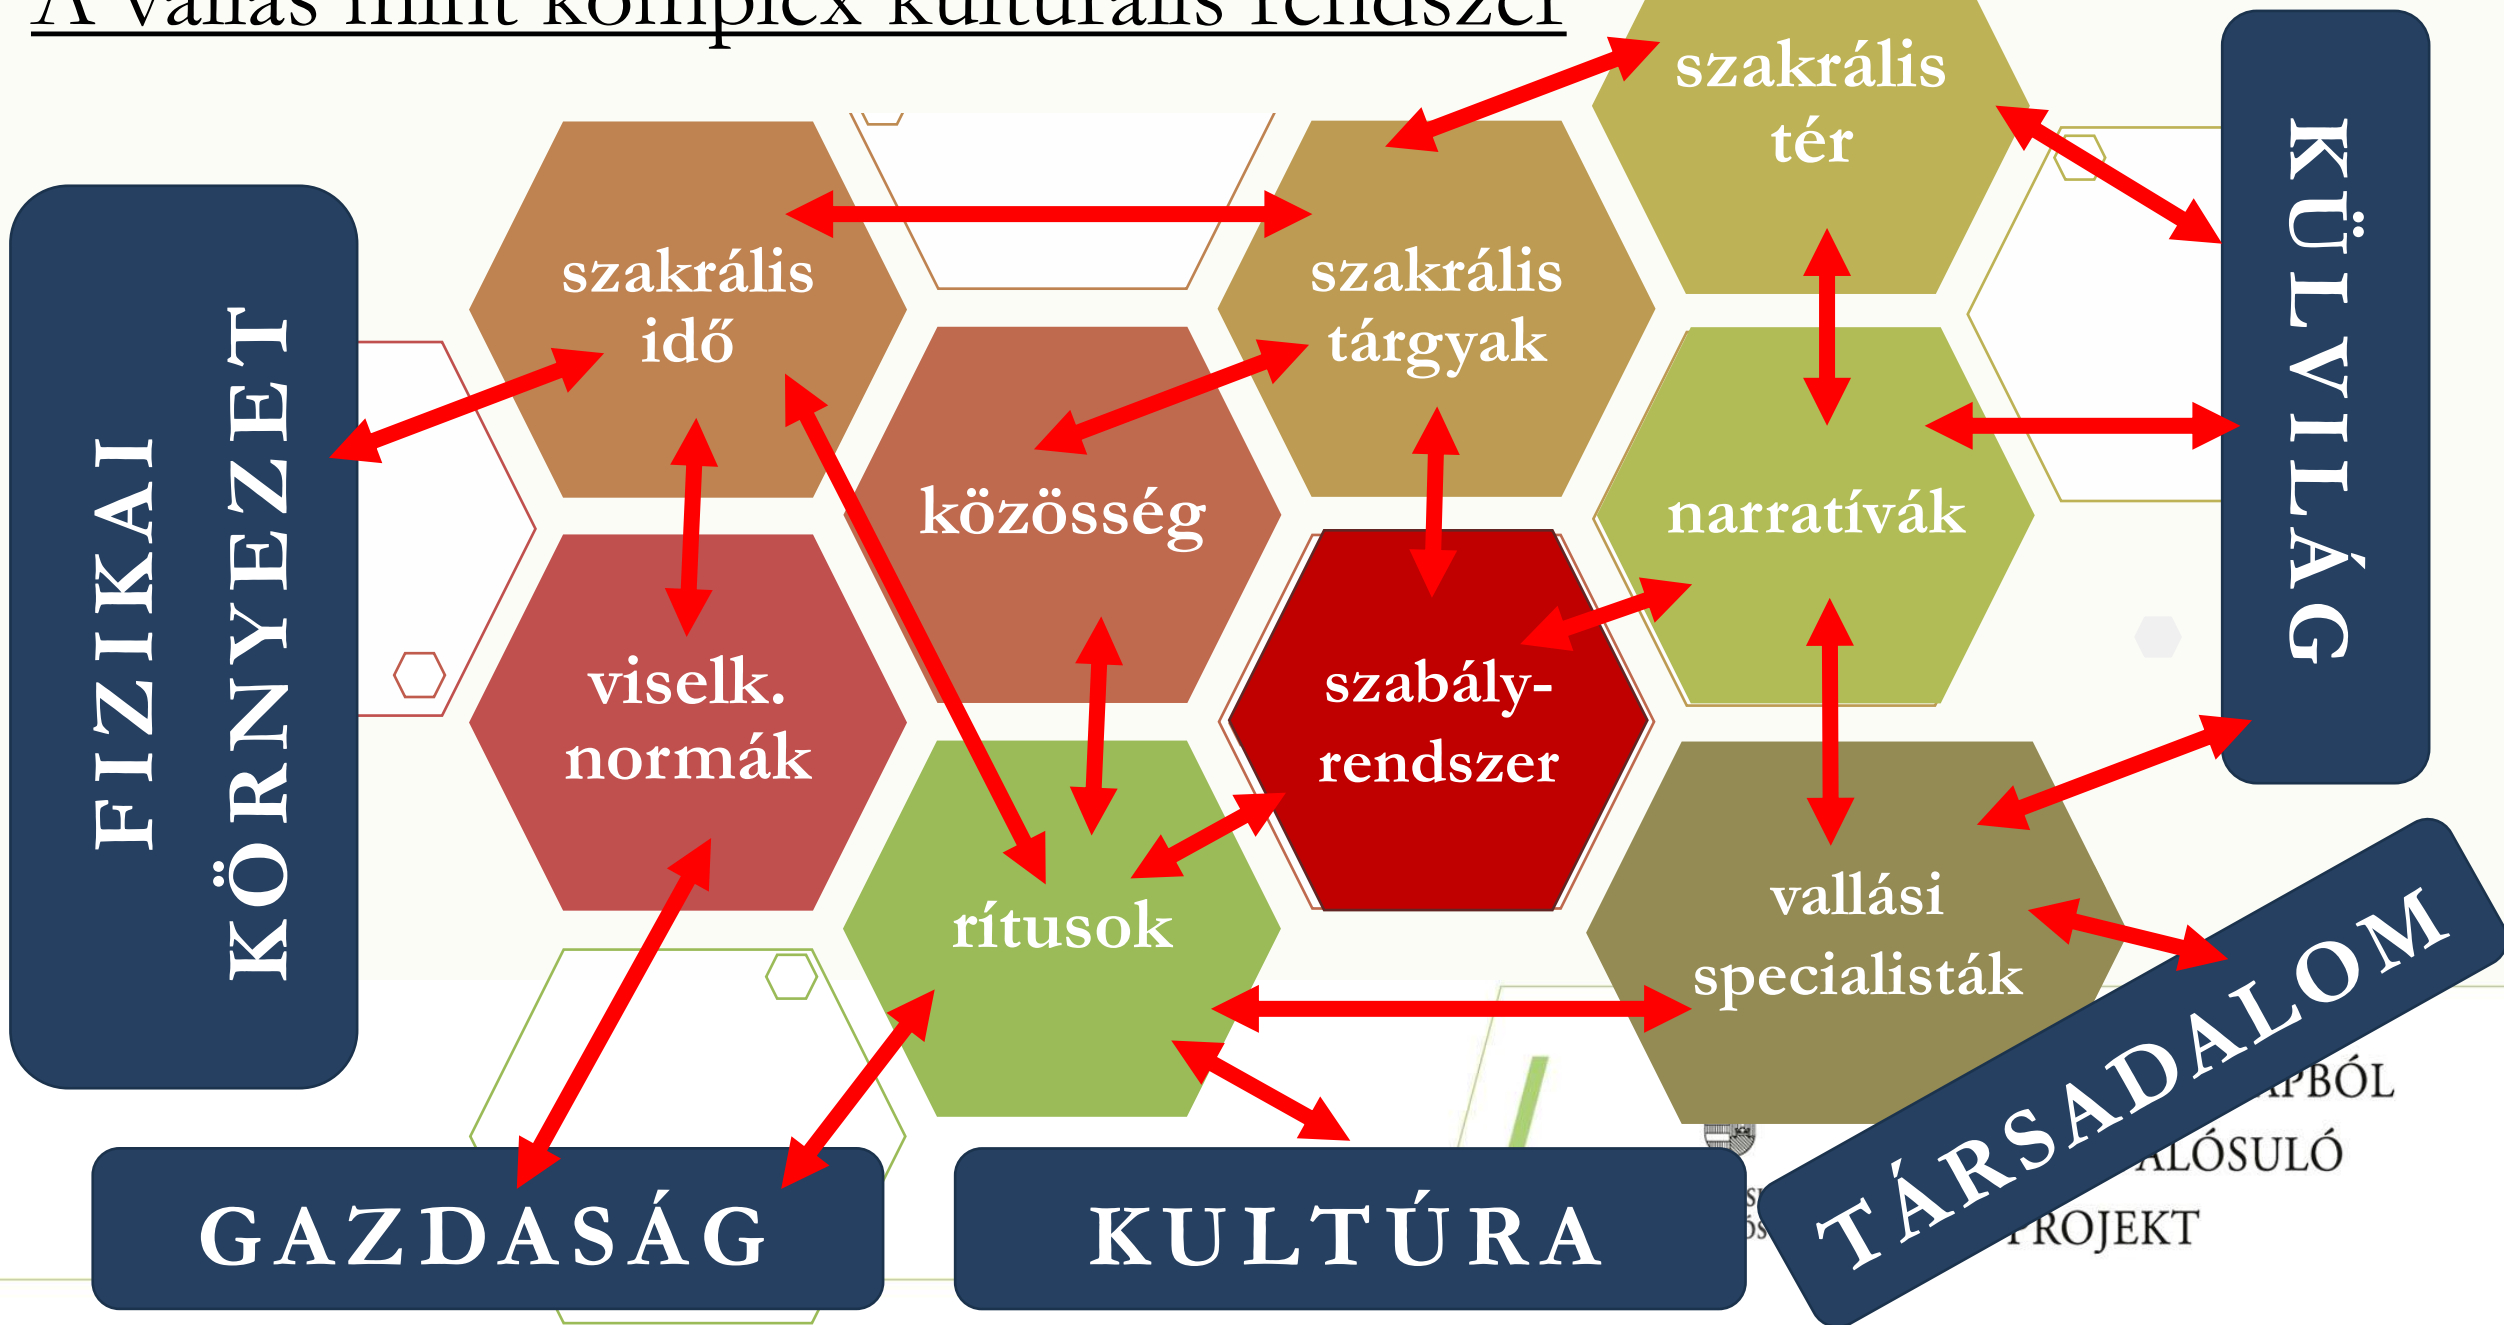 A vallás mint komplex kulturális rendszer
szakrális
tér
szakrális
idő
szakrális
tárgyak
közösség
narratívák
viselk.
normák
szabály-
rendszer
rítusok
vallási
specialisták
FIZIKAI
KÖRNYEZET
KÜLVILÁG
GAZDASÁG
KULTÚRA
TÁRSADALOM
PROJEKT